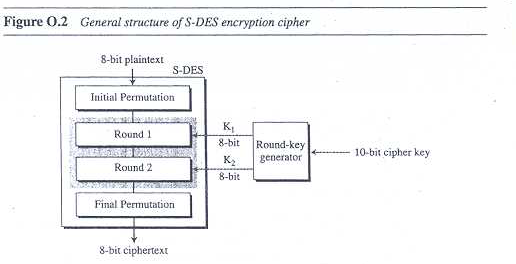 Figure O.2 General structure of S-DES encryption cipher
8-bit plaintext
S-DES
Initial Permutation
Round 1
K1
8-bit
Round-key
generator
10-bit cipher key
Round 2
K2
8-bit
Final Permutation
8-bit ciphertext